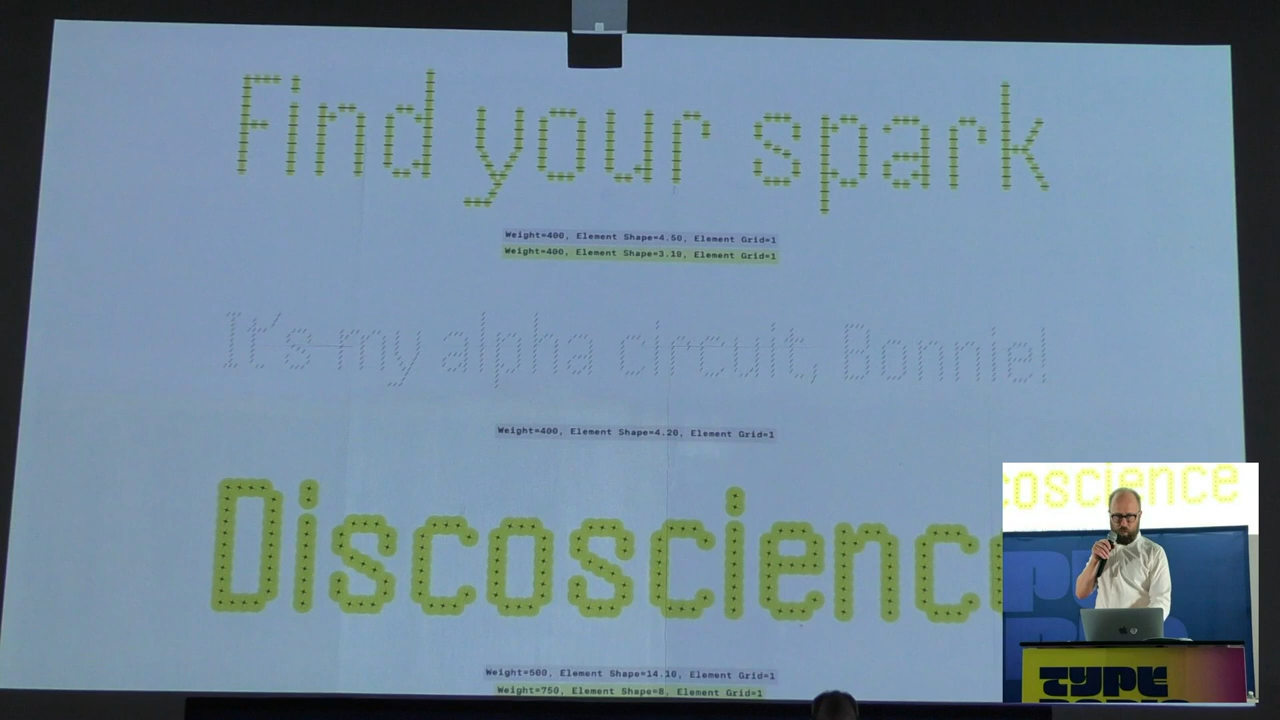 Find your spark
Weight=400, Element Shape=4.50, Element Grid=1
Weight=400, Element Shape=3.10, Element Grid=1
It's my alpha circuit, Bonnie!
Weight=400, Element Shape=4.20, Element Grid=1
Discoscience
Weight=500, Element Shape=14.10, Element Grid=1
Weight=750, Element Shape=8, Element Grid=1
coscience
TYPE